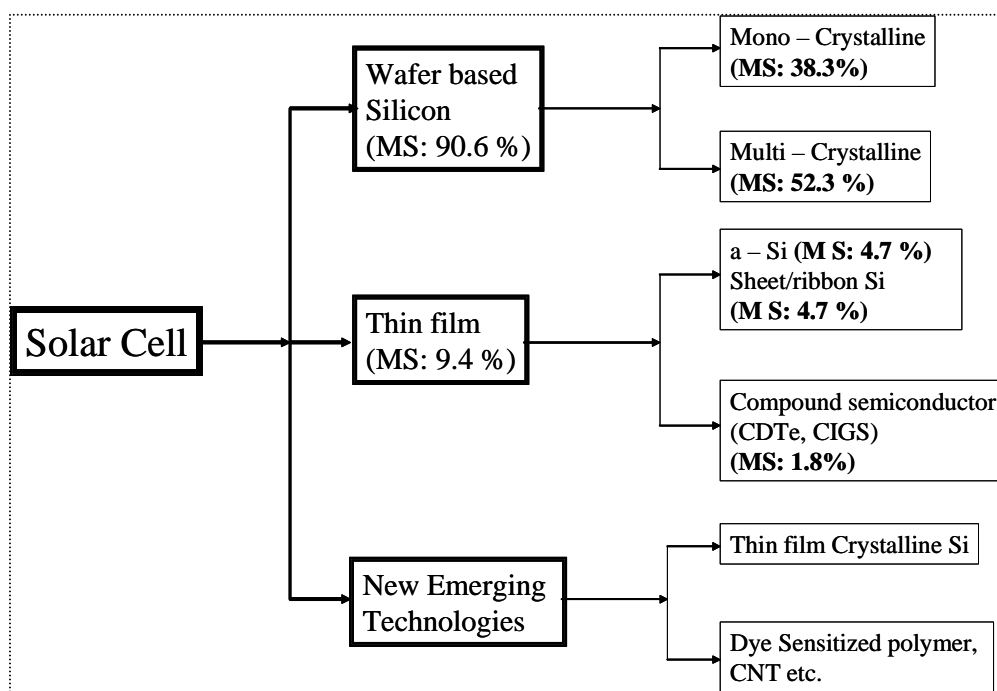 Solar Cell
Wafer based
Silicon
(MS: 90.6 %)
Mono – Crystalline
(MS: 38.3%)
Multi – Crystalline
(MS: 52.3 %)
Thin film
(MS: 9.4 %)
a – Si (M S: 4.7 %)
Sheet/ribbon Si
(M S: 4.7 %)
Compound semiconductor
(CDTe, CIGS)
(MS: 1.8%)
New Emerging
Technologies
Thin film Crystalline Si
Dye Sensitized polymer,
CNT etc.